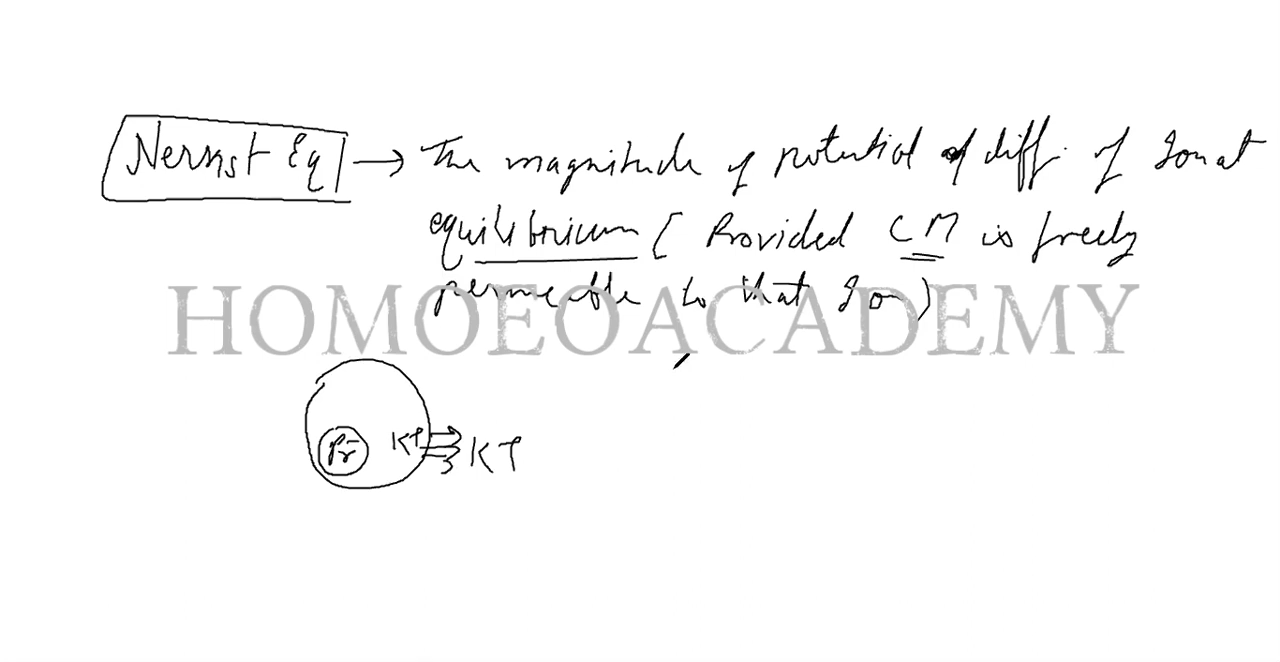 Nernst Eq → The magnitude of potential of diff. of Ion at
equilibrium ( Provided CM is freely
permeable to that Ion)
HOMOEOACADEMY
Pr- K+ K+